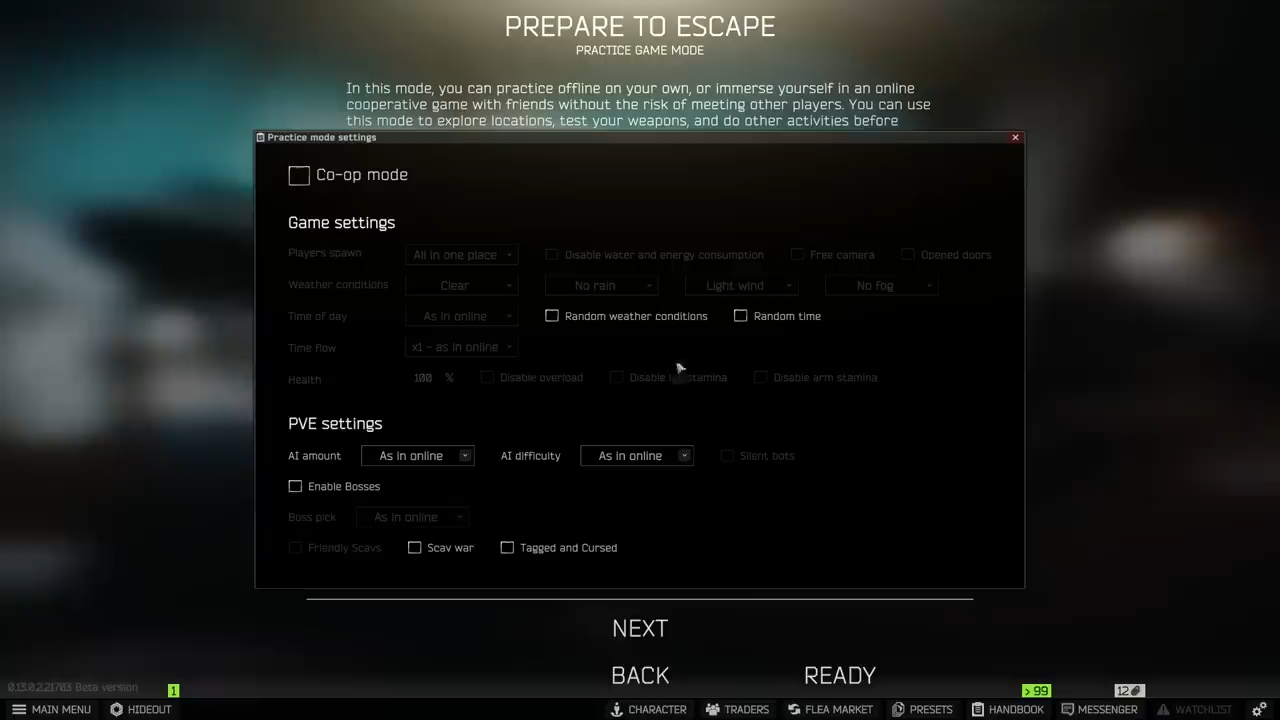 PREPARE TO ESCAPE
PRACTICE GAME MODE
In this mode, you can practice offline on your own, or immerse yourself in an online
cooperative game with friends without the risk of meeting other players. You can use
this mode to explore locations, test your weapons, and do other activities before
Practice mode settings
Co-op mode
Game settings
Players spawn All in one place Disable water and energy consumption Free camera Opened doors
Weather conditions Clear No rain Light wind No fog
Time of day As in online Random weather conditions Random time
Time flow x1 - as in online
Health 100 % Disable overload Disable stamina Disable arm stamina
PVE settings
AI amount As in online AI difficulty As in online Silent bots
Enable Bosses
Boss pick As in online
Friendly Scavs Scav war Tagged and Cursed
NEXT
BACK READY
0.13.0.2.21703 Beta version 1 > 99 12
MAIN MENU HIDEOUT CHARACTER TRADERS FLEA MARKET PRESETS HANDBOOK MESSENGER WATCHLIST